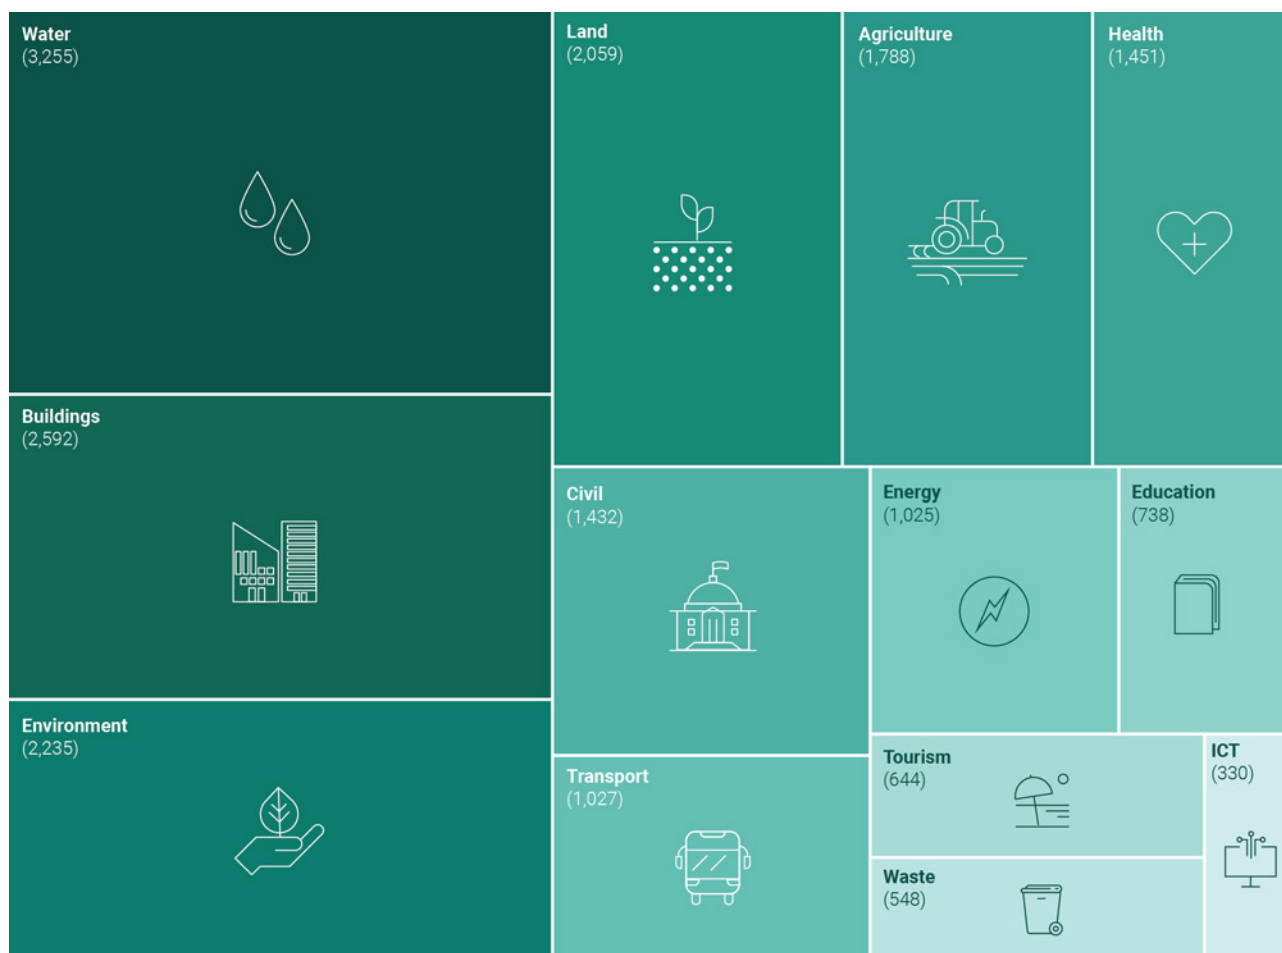 Water
(3,255)
Land
(2,059)
Agriculture
(1,788)
Health
(1,451)
Buildings
(2,592)
Civil
(1,432)
Energy
(1,025)
Education
(738)
Environment
(2,235)
Transport
(1,027)
Tourism
(644)
ICT
(330)
Waste
(548)